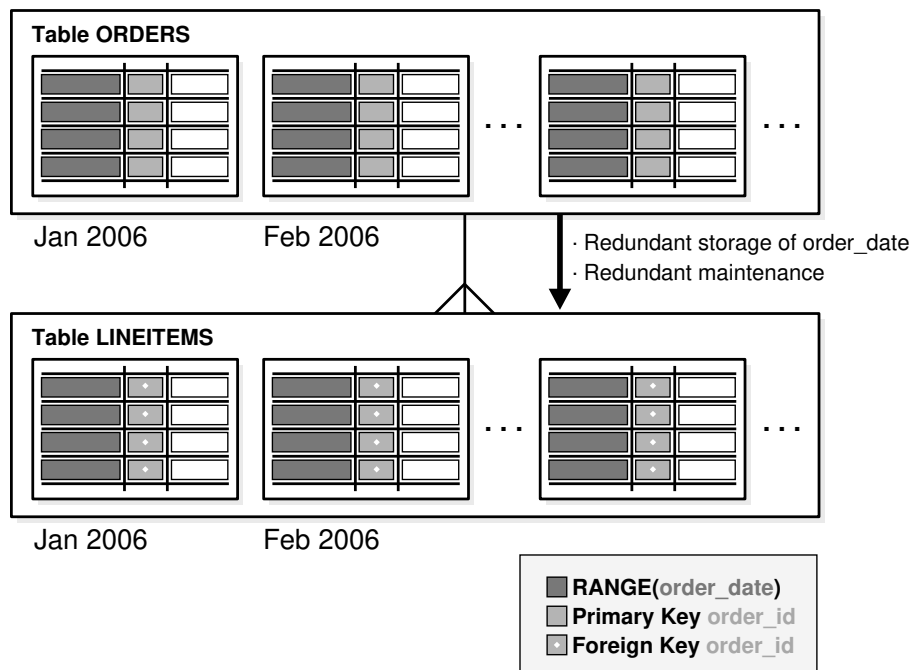 Table ORDERS
. . .
. . .
Jan 2006
Feb 2006
· Redundant storage of order_date
· Redundant maintenance
Table LINEITEMS
. . .
. . .
Jan 2006
Feb 2006
RANGE(order_date)
Primary Key order_id
Foreign Key order_id